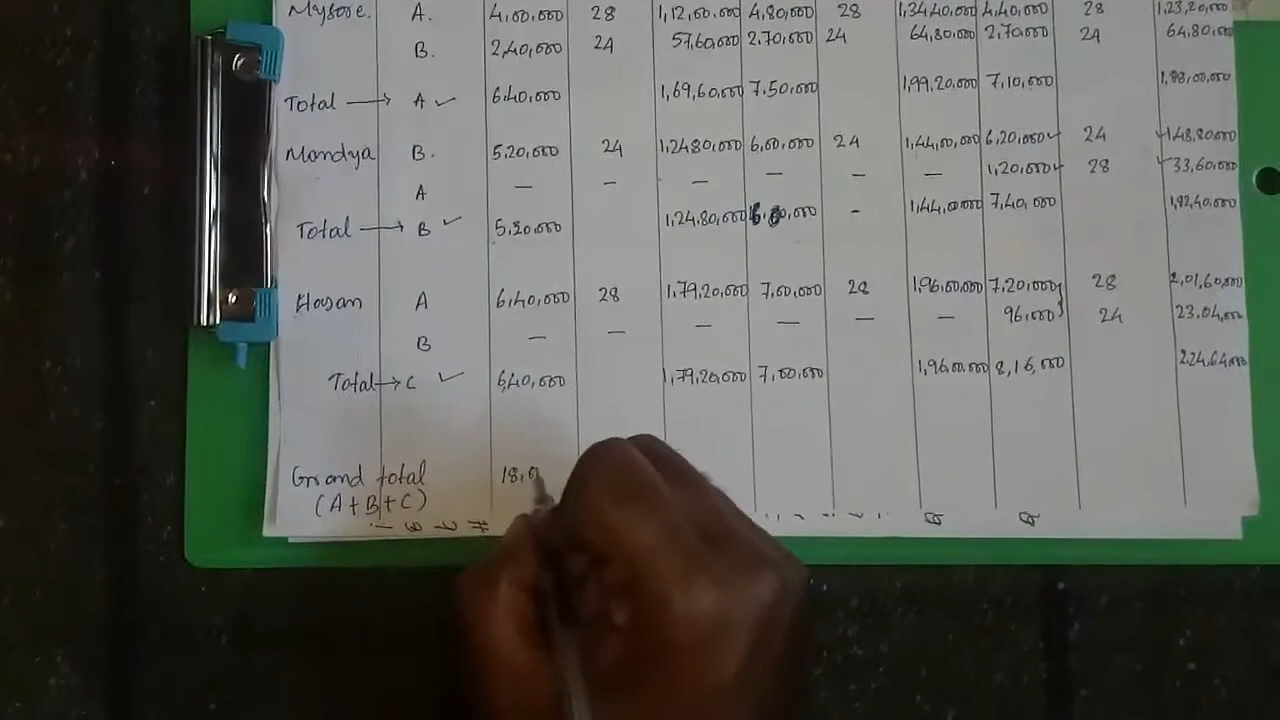 Mysore. A. 4,00,000 28 1,12,00,000 4,80,000 28 1,34,40,000 4,40,000 28 1,23,20,000
B. 2,40,000 24 57,60,000 2,70,000 24 64,80,000 2,70,000 24 64,80,000
Total → A ✓ 6,40,000 1,69,60,000 7,50,000 1,99,20,000 7,10,000 1,88,00,000
Mandya B. 5,20,000 24 1,24,80,000 6,00,000 24 1,44,00,000 6,20,000 24 1,48,80,000
A — — — — — — 1,20,000 28 33,60,000
Total → B ✓ 5,20,000 1,24,80,000 6,00,000 - 1,44,00,000 7,40,000 1,82,40,000
Hasan A 6,40,000 28 1,79,20,000 7,00,000 28 1,96,00,000 7,20,000 28 2,01,60,000
B — — — — — — 96,000 24 23,04,000
Total → C ✓ 6,40,000 1,79,20,000 7,00,000 1,96,00,000 8,16,000 2,24,64,000
Grand total 18,0
(A+B+C)